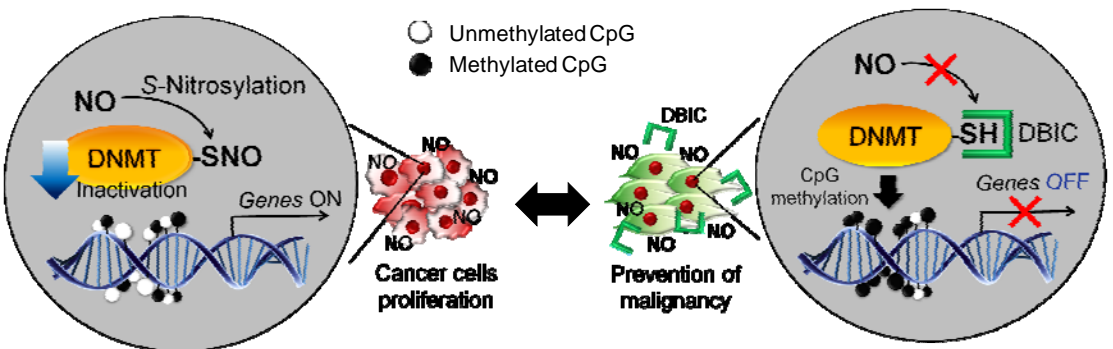 Unmethylated CpG
Methylated CpG
NO
S-Nitrosylation
DNMT
-SNO
Inactivation
Genes ON
NO
NO
NO
NO
NO
Cancer cells
proliferation
DBIC
NO
NO
NO
NO
NO
Prevention of
malignancy
NO
DNMT
-SH
DBIC
CpG
methylation
Genes OFF